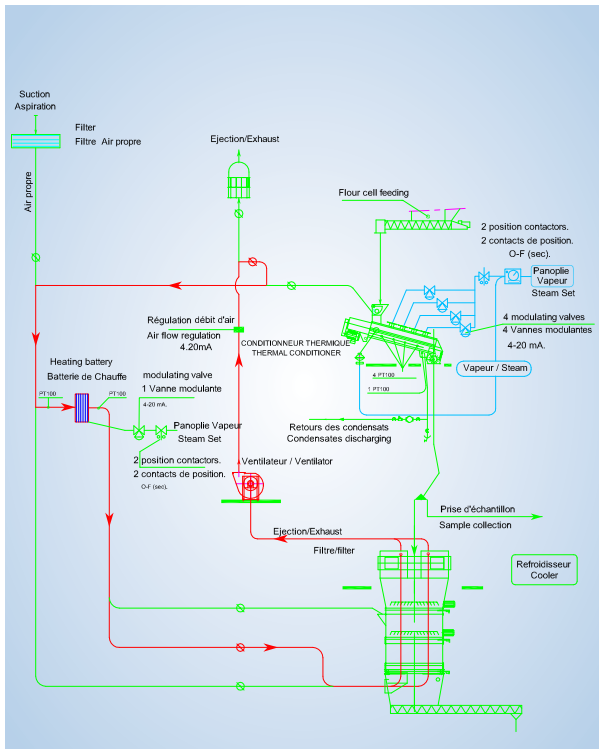 Suction
Aspiration
Filter
Filtre Air propre
Air propre
Ejection/Exhaust
Flour cell feeding
2 position contactors.
2 contacts de position.
O-F (sec).
Panoplie
Vapeur
Steam Set
4 modulating valves
4 Vannes modulantes
4-20 mA.
Régulation débit d'air
Air flow regulation
4.20mA
CONDITIONNEUR THERMIQUE
THERMAL CONDITIONER
Vapeur / Steam
4 PT100
1 PT100
Heating battery
Batterie de Chauffe
PT100
PT100
modulating valve
1 Vanne modulante
4-20 mA.
Panoplie Vapeur
Steam Set
2 position contactors.
2 contacts de position.
O-F (sec).
Retours des condensats
Condensates discharging
Ventilateur / Ventilator
Prise d'échantillon
Sample collection
Ejection/Exhaust
Filtre/filter
Refroidisseur
Cooler